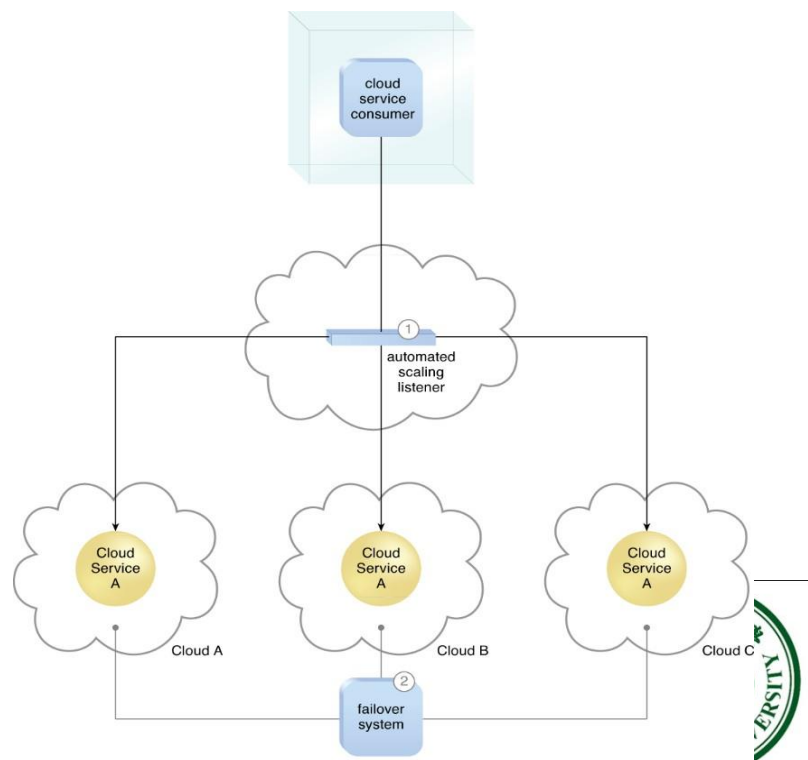 cloud
service
consumer
1
automated
scaling
listener
Cloud
Service
A
Cloud A
Cloud
Service
A
Cloud B
Cloud
Service
A
Cloud C
2
failover
system